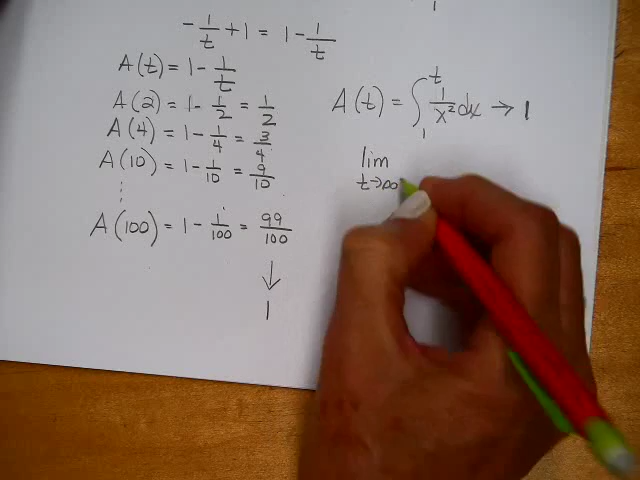 -1/t + 1 = 1 - 1/t
A(t) = 1 - 1/t
A(2) = 1 - 1/2 = 1/2
A(4) = 1 - 1/4 = 3/4
A(10) = 1 - 1/10 = 9/10
⋮
A(100) = 1 - 1/100 = 99/100
↓
1
A(t) = ∫₁ᵗ 1/x² dx → 1
lim
t→∞